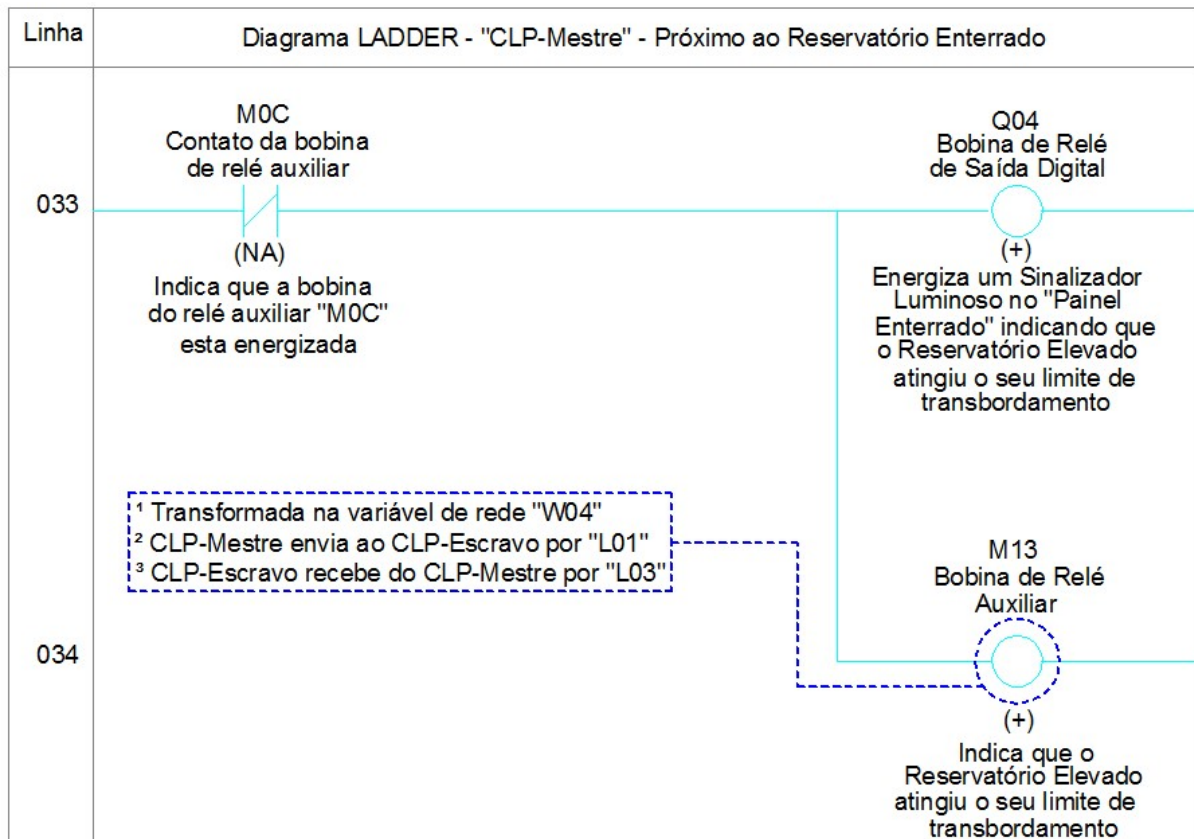 Linha
Diagrama LADDER - "CLP-Mestre" - Próximo ao Reservatório Enterrado
033
M0C
Contato da bobina
de relé auxiliar
(NA)
Indica que a bobina
do relé auxiliar "M0C"
esta energizada
Q04
Bobina de Relé
de Saída Digital
(+)
Energiza um Sinalizador
Luminoso no "Painel
Enterrado" indicando que
o Reservatório Elevado
atingiu o seu limite de
transbordamento
034
¹ Transformada na variável de rede "W04"
² CLP-Mestre envia ao CLP-Escravo por "L01"
³ CLP-Escravo recebe do CLP-Mestre por "L03"
M13
Bobina de Relé
Auxiliar
(+)
Indica que o
Reservatório Elevado
atingiu o seu limite de
transbordamento